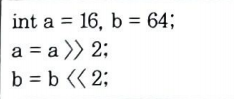 int a = 16, b = 64;
a = a >> 2;
b = b << 2;